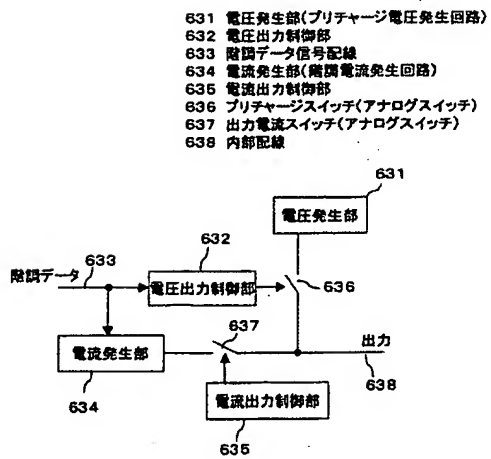 631 電圧発生部(プリチャージ電圧発生回路)
632 電圧出力制御部
633 階調データ信号配線
634 電流発生部(階調電流発生回路)
635 電流出力制御部
636 プリチャージスイッチ(アナログスイッチ)
637 出力電流スイッチ(アナログスイッチ)
638 内部配線
631
電圧発生部
632
633
階調データ
電圧出力制御部
636
637
出力
電流発生部
638
634
電流出力制御部
635